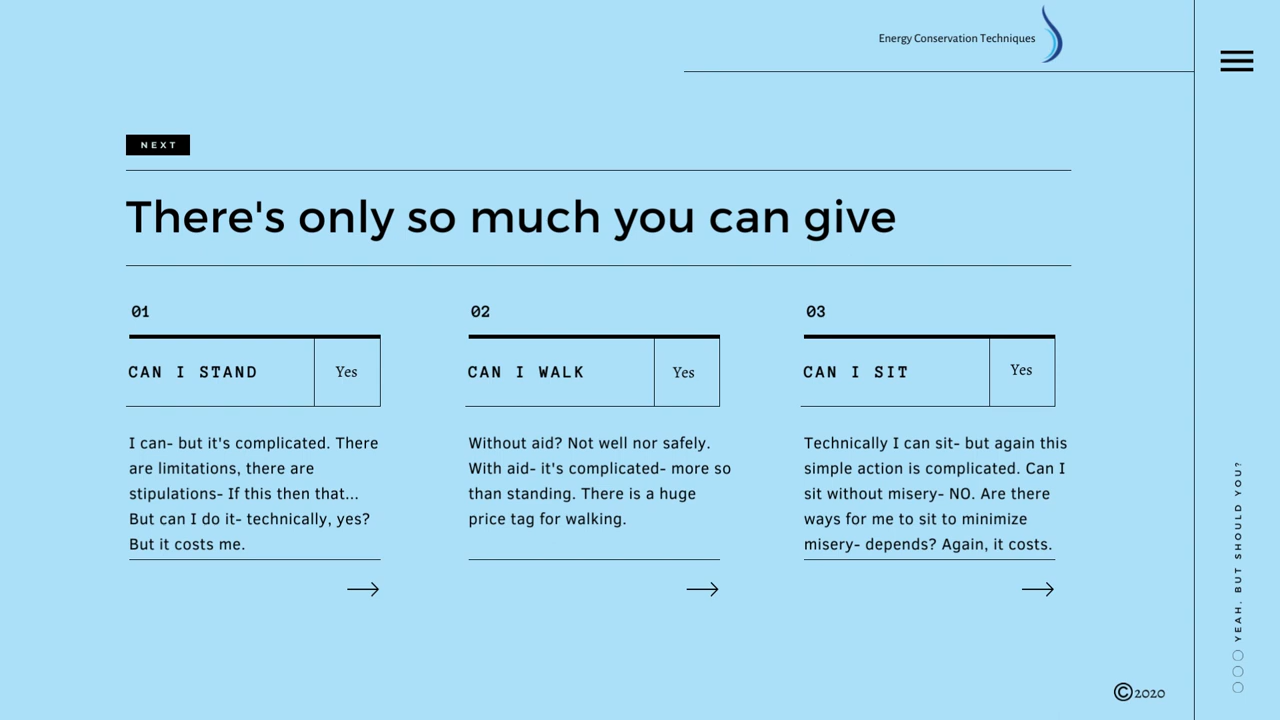 Energy Conservation Techniques
NEXT
There's only so much you can give
01
CAN I STAND
Yes
I can- but it's complicated. There
are limitations, there are
stipulations- If this then that...
But can I do it- technically, yes?
But it costs me.
02
CAN I WALK
Yes
Without aid? Not well nor safely.
With aid- it's complicated- more so
than standing. There is a huge
price tag for walking.
03
CAN I SIT
Yes
Technically I can sit- but again this
simple action is complicated. Can I
sit without misery- NO. Are there
ways for me to sit to minimize
misery- depends? Again, it costs.
YEAH. BUT SHOULD YOU?
©2020